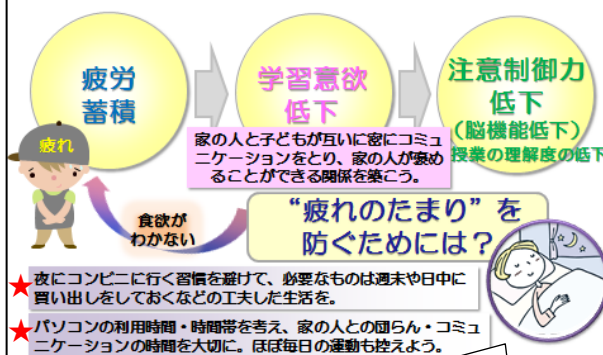 疲労
蓄積
学習意欲
低下
注意制御力
低下
（脳機能低下）
授業の理解度の低下
疲れ
家の人と子どもが互いに密にコミュ
ニケーションをとり、家の人が褒め
ることができる関係を築こう。
食欲が
わかない
“疲れのたまり”を
防ぐためには？
★夜にコンビニに行く習慣を避けて、必要なものは週末や日中に
買い出しをしておくなどの工夫した生活を。
★パソコンの利用時間・時間帯を考え、家の人との団らん・コミュ
ニケーションの時間を大切に。ほぼ毎日の運動も控えよう。